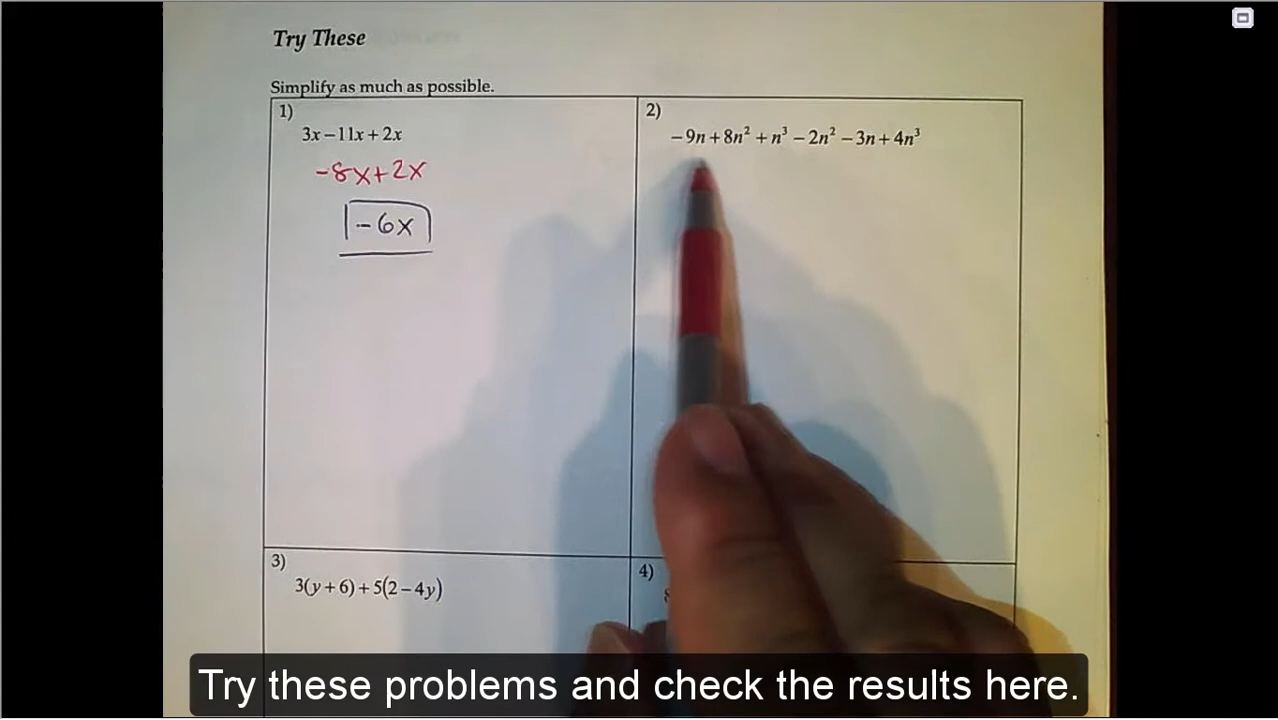 Try These
Simplify as much as possible.
1)
3x – 11x + 2x
-8x+2x
-6x
2)
– 9n + 8n² + n³ – 2n² – 3n + 4n³
3)
3(y + 6) + 5(2 – 4y)
4)
Try these problems and check the results here.